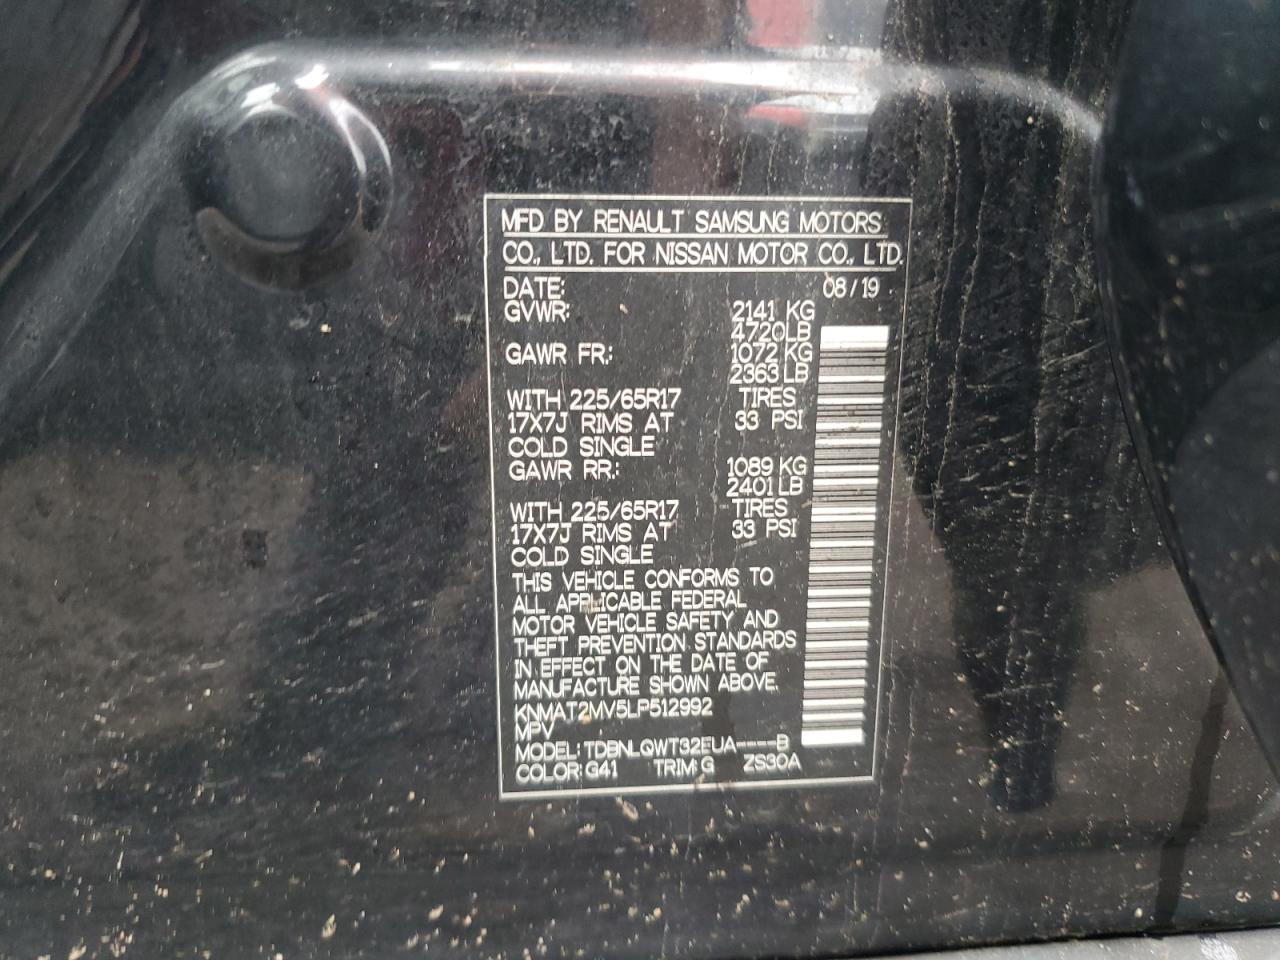 MFD BY RENAULT SAMSUNG MOTORS
CO., LTD. FOR NISSAN MOTOR CO., LTD.
DATE: 08/19
GVWR: 2141 KG
4720LB
GAWR FR.: 1072 KG
2363 LB
WITH 225/65R17 TIRES
17X7J RIMS AT 33 PSI
COLD SINGLE
GAWR RR.: 1089 KG
2401 LB
WITH 225/65R17 TIRES
17X7J RIMS AT 33 PSI
COLD SINGLE
THIS VEHICLE CONFORMS TO
ALL APPLICABLE FEDERAL
MOTOR VEHICLE SAFETY AND
THEFT PREVENTION STANDARDS
IN EFFECT ON THE DATE OF
MANUFACTURE SHOWN ABOVE.
KNMAT2MV5LP512992
MPV
MODEL: TDBNLQWT32EUA----B
COLOR: G41 TRIM: G ZS30A